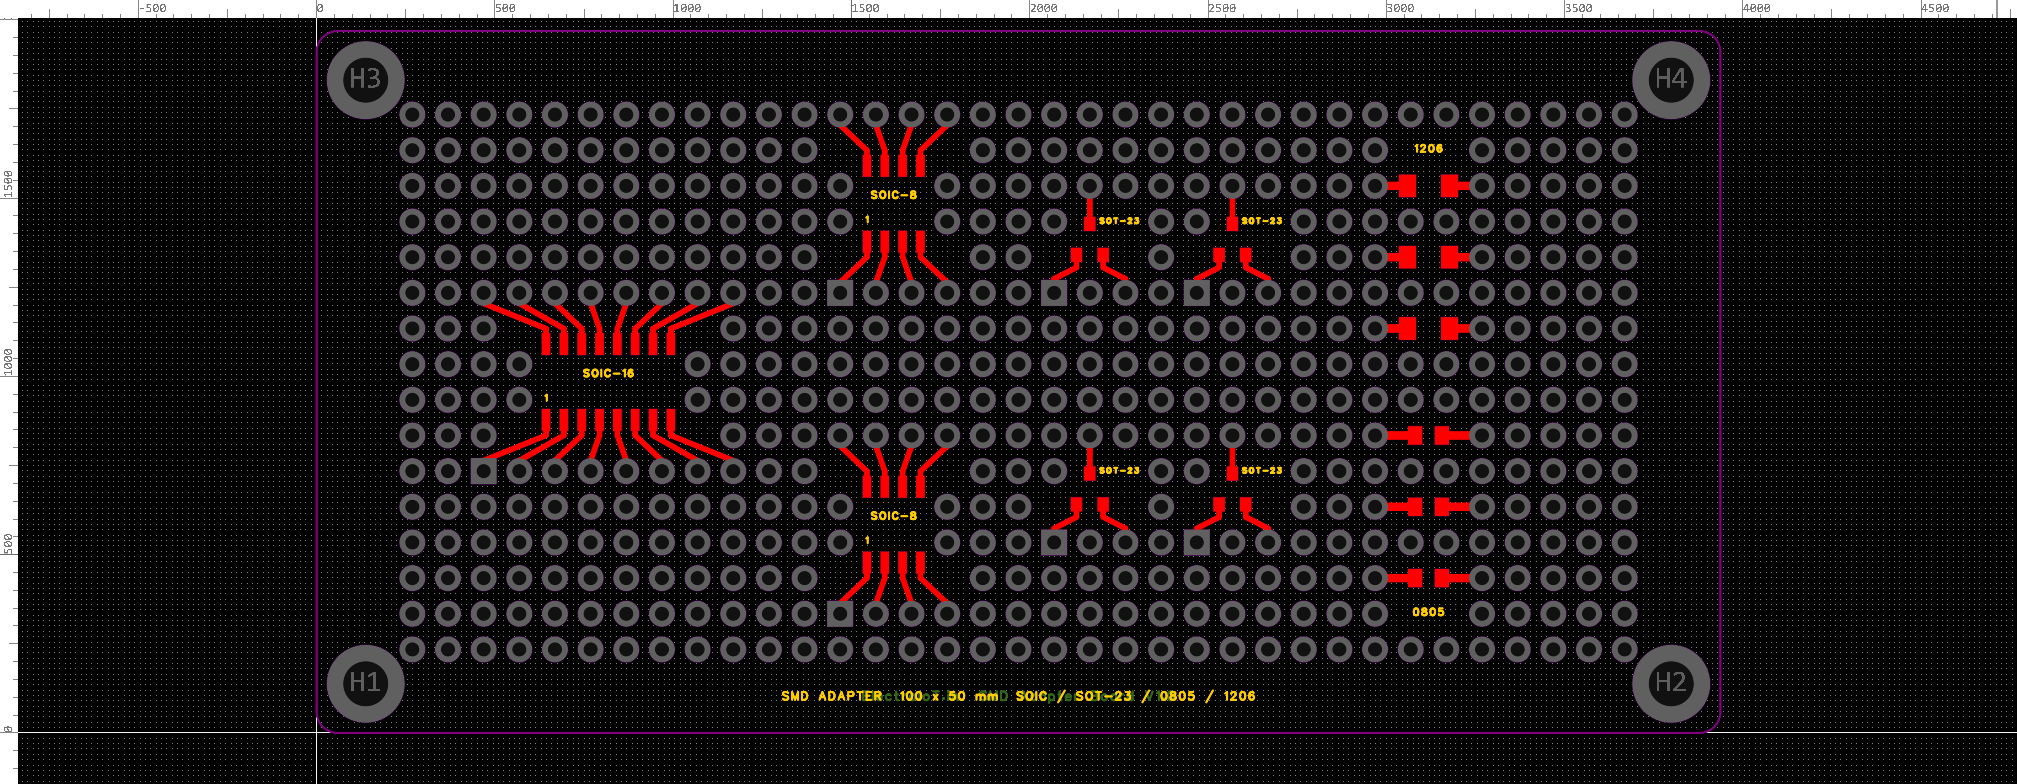 -500 0 500 1000 1500 2000 2500 3000 3500 4000 4500
H3 H4
1206
1500
SOIC-8
1 SOT-23 SOT-23
1000
SOIC-16
1
SOT-23 SOT-23
SOIC-8
500
1
0805
H1 H2
SMD ADAPTER 100 x 50 mm SOIC / SOT-23 / 0805 / 1206
0